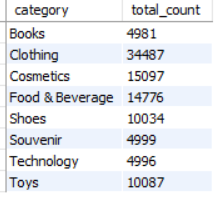 category total_count
Books 4981
Clothing 34487
Cosmetics 15097
Food & Beverage 14776
Shoes 10034
Souvenir 4999
Technology 4996
Toys 10087